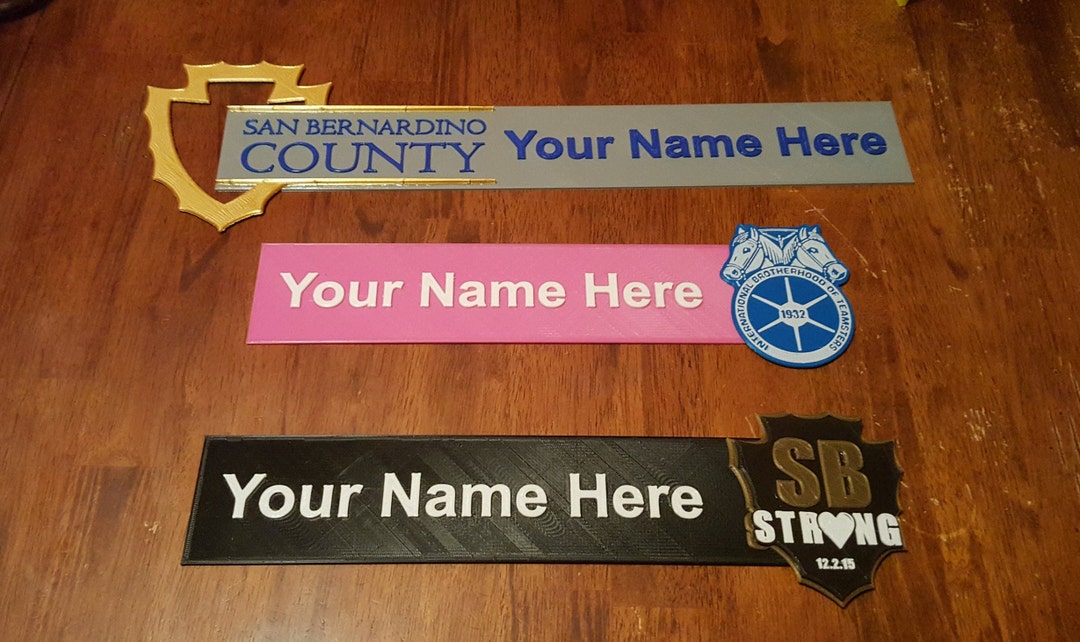 SAN BERNARDINO
COUNTY
Your Name Here
Your Name Here
INTERNATIONAL BROTHERHOOD OF TEAMSTERS
1932
Your Name Here
SB
STRONG
12.2.15